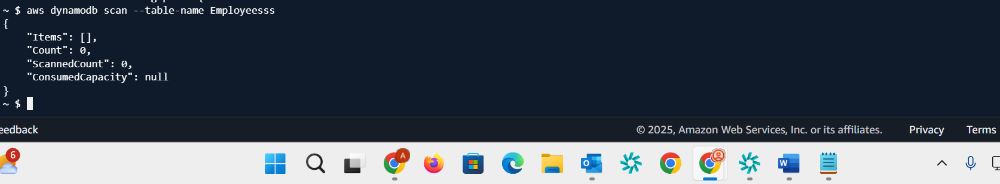 ~ $ aws dynamodb scan --table-name Employeesss
{
    "Items": [],
    "Count": 0,
    "ScannedCount": 0,
    "ConsumedCapacity": null
}
~ $
eedback
© 2025, Amazon Web Services, Inc. or its affiliates. Privacy Terms
6
A
O
W